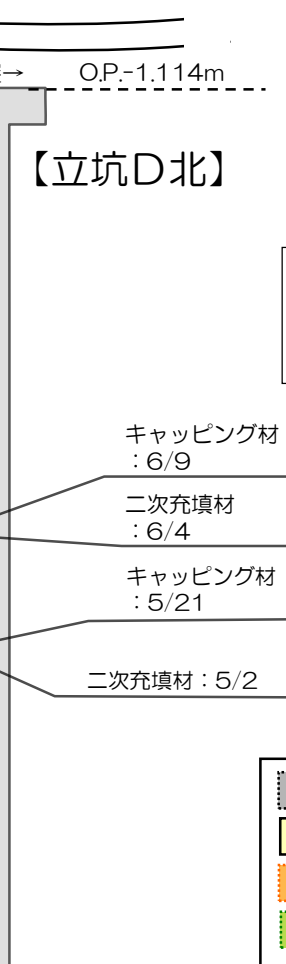 → O.P.-1.114m
【立坑D北】
キャッピング材
：6/9
二次充填材
：6/4
キャッピング材
：5/21
二次充填材：5/2